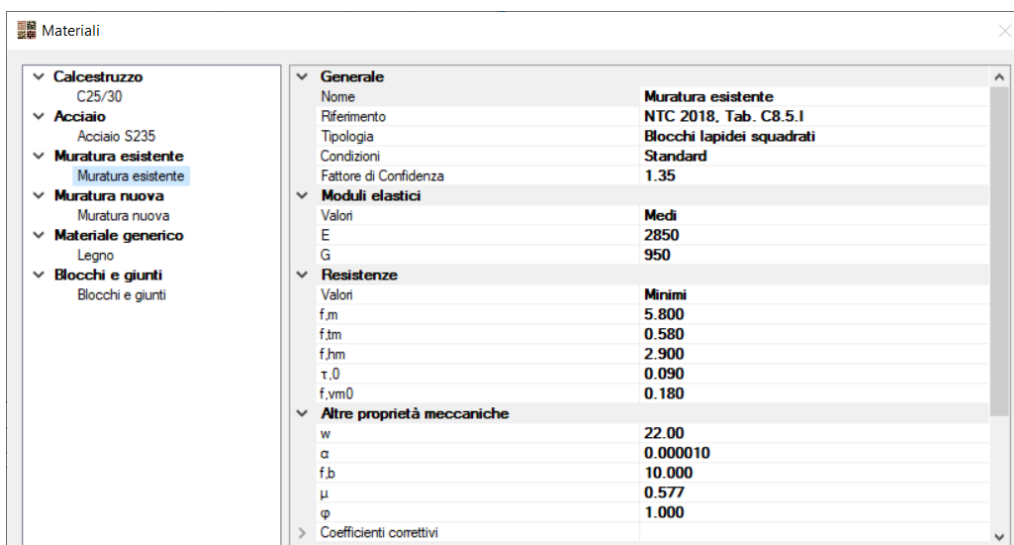 Materiali
Calcestruzzo
C25/30
Acciaio
Acciaio S235
Muratura esistente
Muratura esistente
Muratura nuova
Muratura nuova
Materiale generico
Legno
Blocchi e giunti
Blocchi e giunti
Generale
Nome Muratura esistente
Riferimento NTC 2018, Tab. C8.5.I
Tipologia Blocchi lapidei squadrati
Condizioni Standard
Fattore di Confidenza 1.35
Moduli elastici
Valori Medi
E 2850
G 950
Resistenze
Valori Minimi
f,m 5.800
f,tm 0.580
f,hm 2.900
τ,0 0.090
f,vm0 0.180
Altre proprietà meccaniche
w 22.00
α 0.000010
f,b 10.000
μ 0.577
φ 1.000
Coefficienti correttivi